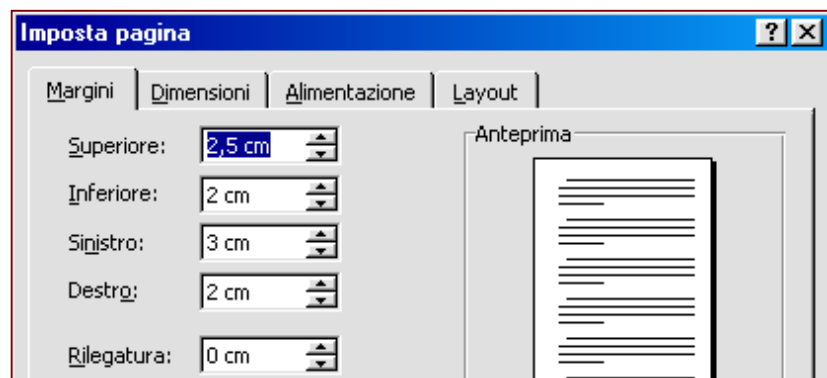 Imposta pagina
Margini Dimensioni Alimentazione Layout
Superiore: 2,5 cm
Anteprima
Inferiore: 2 cm
Sinistro: 3 cm
Destro: 2 cm
Rilegatura: 0 cm